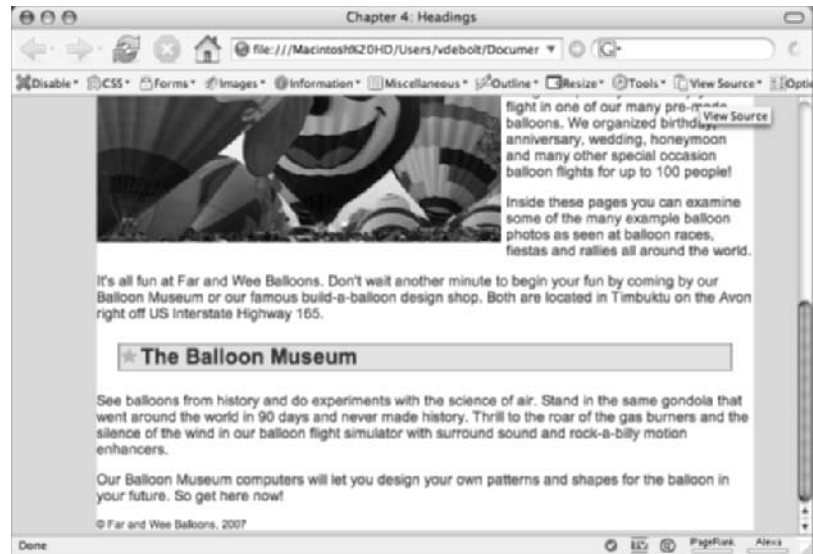 Chapter 4: Headings
file:///Macintosh%20HD/Users/vdebolt/Documer
G
Disable CSS Forms Images Information Miscellaneous Outline Resize Tools View Source
View Source
flight in one of our many pre-made
balloons. We organized birthday,
anniversary, wedding, honeymoon
and many other special occasion
balloon flights for up to 100 people!
Inside these pages you can examine
some of the many example balloon
photos as seen at balloon races,
fiestas and rallies all around the world.
It's all fun at Far and Wee Balloons. Don't wait another minute to begin your fun by coming by our
Balloon Museum or our famous build-a-balloon design shop. Both are located in Timbuktu on the Avon
right off US Interstate Highway 165.
The Balloon Museum
See balloons from history and do experiments with the science of air. Stand in the same gondola that
went around the world in 90 days and never made history. Thrill to the roar of the gas burners and the
silence of the wind in our balloon flight simulator with surround sound and rock-a-billy motion
enhancers.
Our Balloon Museum computers will let you design your own patterns and shapes for the balloon in
your future. So get here now!
© Far and Wee Balloons, 2007
Done PageRank Alexa